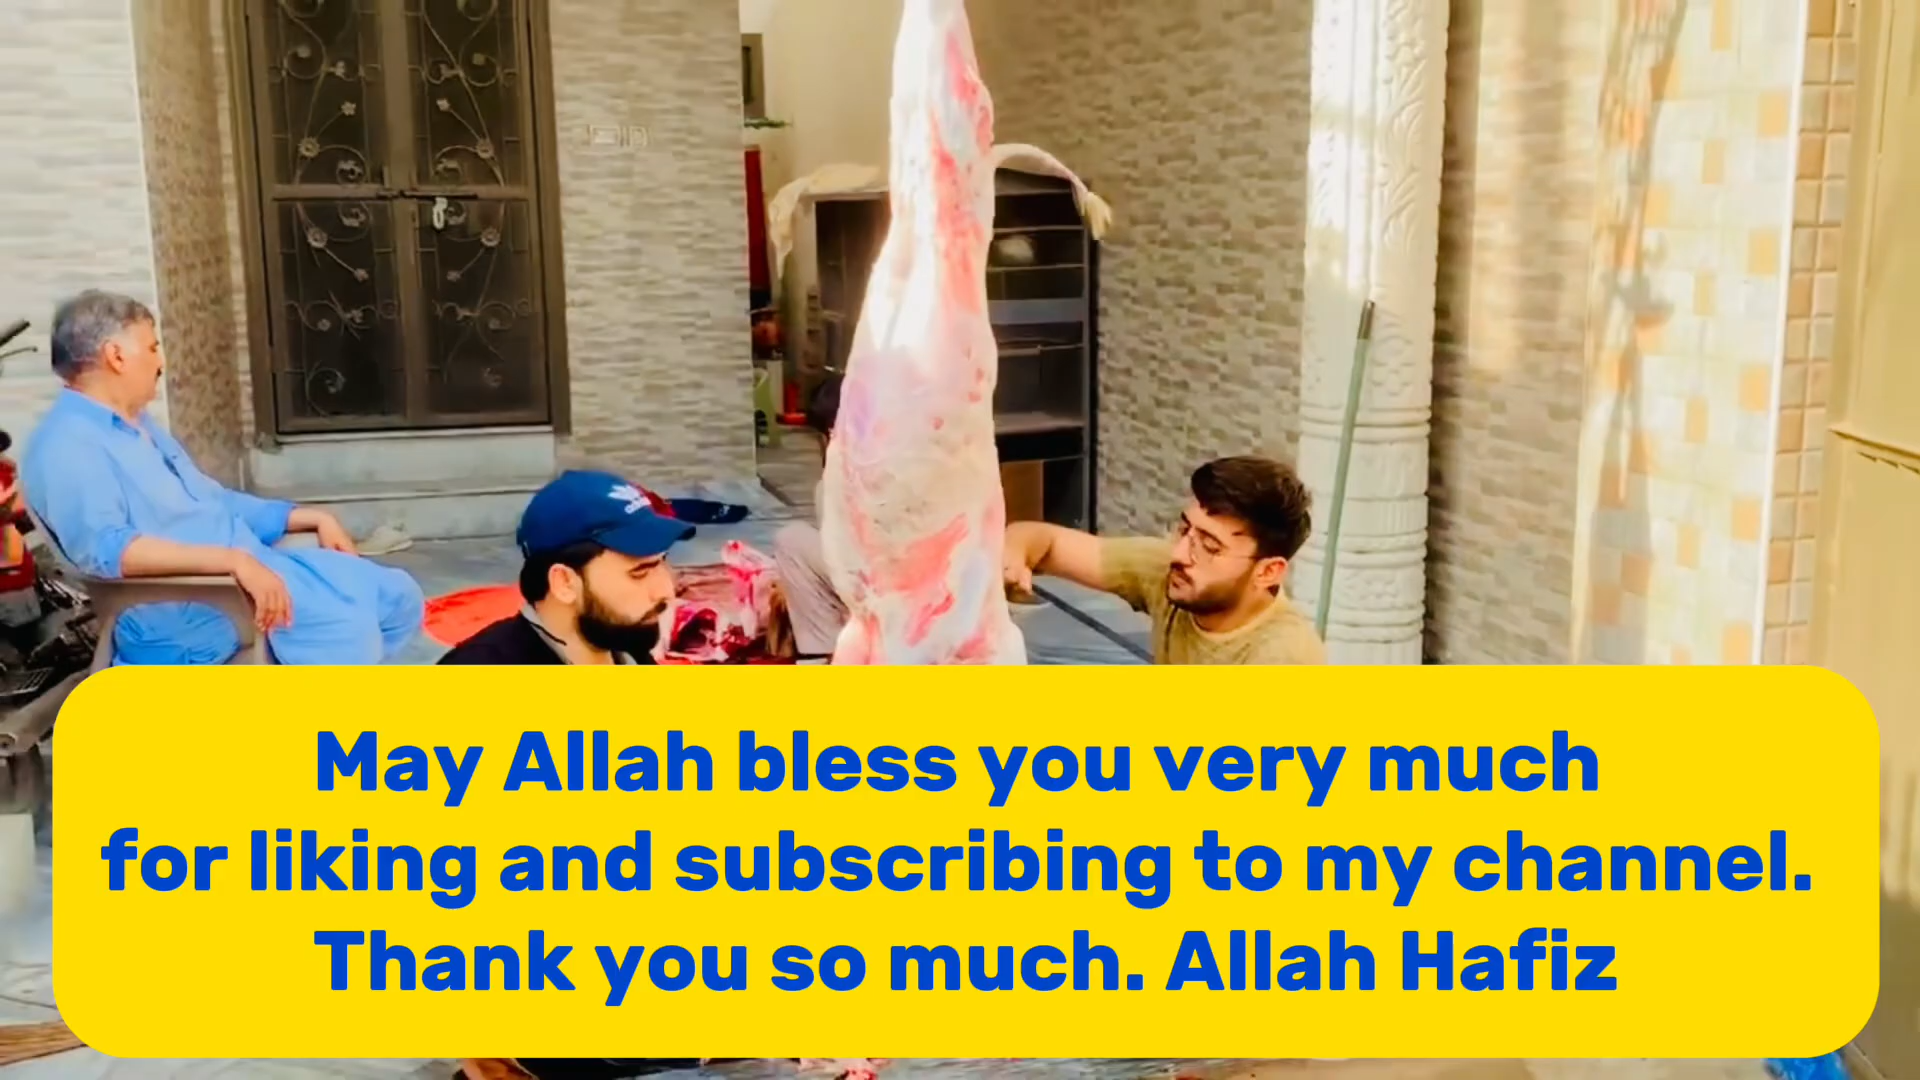 May Allah bless you very much
for liking and subscribing to my channel.
Thank you so much. Allah Hafiz